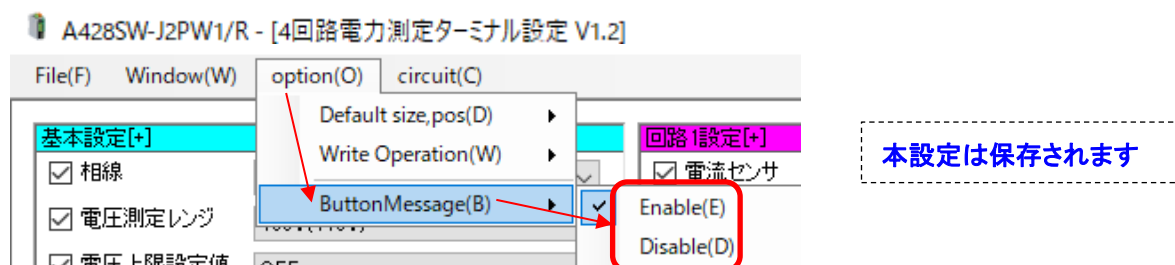 A428SW-J2PW1/R - [4回路電力測定ターミナル設定 V1.2]
File(F) Window(W) option(O) circuit(C)
Default size,pos(D)
基本設定[+] 回路1設定[+]
Write Operation(W)
相線 電流センサ
本設定は保存されます
ButtonMessage(B) Enable(E)
電圧測定レンジ
Disable(D)